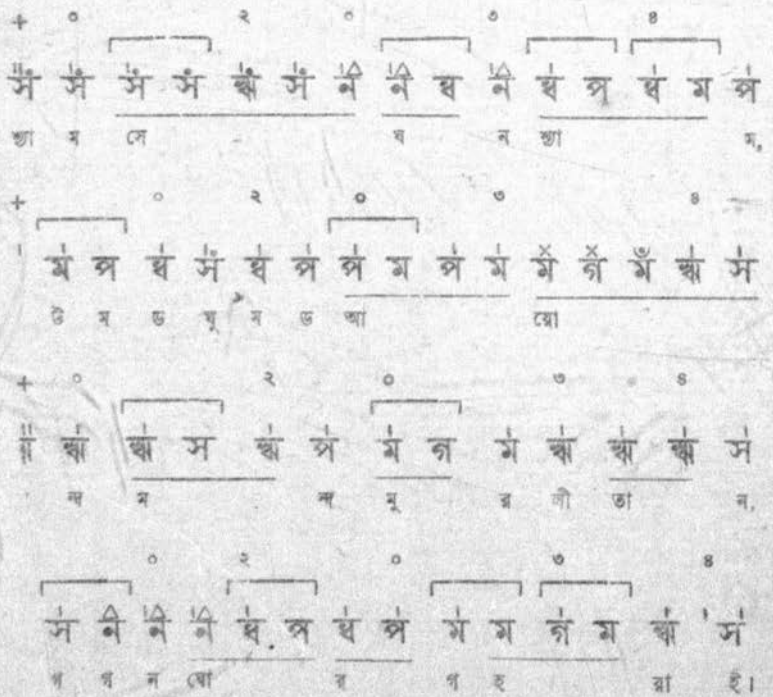 + ০ ২ ০ ৩ ৪
স স স স ঋ স ন ন ধ ন ধ প ধ ম প
শ্যা ম সে ঘ ন শ্যা ম,
+ ০ ২ ০ ৩ ৪
ম প ধ স ধ প প ম প ম ম গ ম ঋ স
উ ম ড ঘু ম ড আ য়ো
+ ০ ২ ০ ৩ ৪
ঋ ঋ স ঋ প ম গ ম ঋ ঋ ঋ স
ন্দ ম ন্দ মু র লী তা ন,
০ ২ ০ ৩ ৪
স ন ন ন ধ প ধ প ম ম গ ম ঋ স
গ গ ন ঘো র গ হ রা ই।